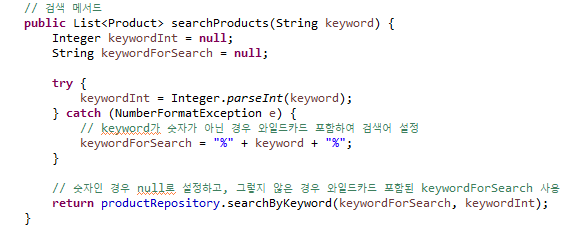 // 검색 메서드
public List<Product> searchProducts(String keyword) {
    Integer keywordInt = null;
    String keywordForSearch = null;

    try {
        keywordInt = Integer.parseInt(keyword);
    } catch (NumberFormatException e) {
        // keyword가 숫자가 아닌 경우 와일드카드 포함하여 검색어 설정
        keywordForSearch = "%" + keyword + "%";
    }

    // 숫자인 경우 null로 설정하고, 그렇지 않은 경우 와일드카드 포함된 keywordForSearch 사용
    return productRepository.searchByKeyword(keywordForSearch, keywordInt);
}